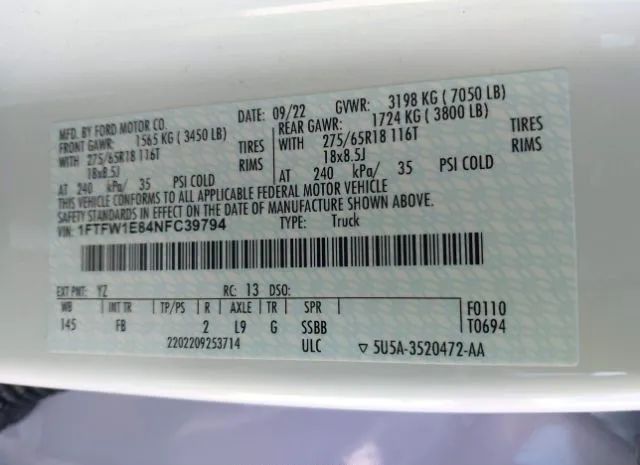 MFD. BY FORD MOTOR CO.
DATE: 09/22 GVWR: 3198 KG ( 7050 LB)
FRONT GAWR: 1565 KG ( 3450 LB)
REAR GAWR: 1724 KG ( 3800 LB)
WITH 275/65R18 116T TIRES
WITH 275/65R18 116T TIRES
18x8.5J RIMS
18x8.5J RIMS
AT 240 kPa/ 35 PSI COLD
AT 240 kPa/ 35 PSI COLD
THIS VEHICLE CONFORMS TO ALL APPLICABLE FEDERAL MOTOR VEHICLE
SAFETY STANDARDS IN EFFECT ON THE DATE OF MANUFACTURE SHOWN ABOVE.
VIN: 1FTFW1E84NFC39794 TYPE: Truck
EXT PNT: YZ RC: 13 DSO:
WB INT TR TP/PS R AXLE TR SPR F0110
145 FB 2 L9 G SSBB T0694
2202209253714 ULC ▽ 5U5A-3520472-AA